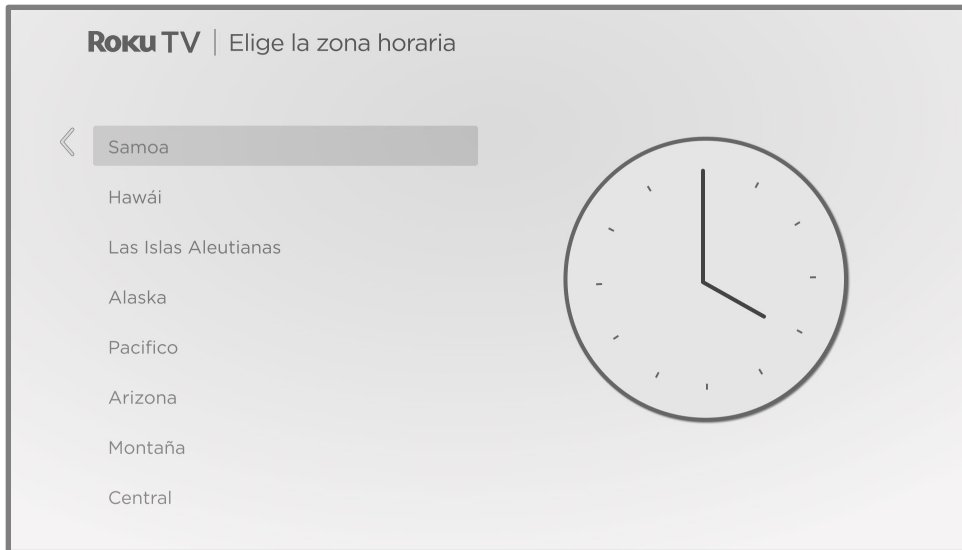 Roku TV | Elige la zona horaria
Samoa
Hawái
Las Islas Aleutianas
Alaska
Pacifico
Arizona
Montaña
Central